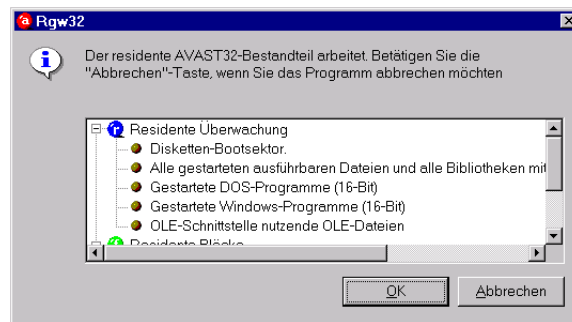 Rgw32
Der residente AVAST32-Bestandteil arbeitet. Betätigen Sie die
"Abbrechen"-Taste, wenn Sie das Programm abbrechen möchten
Residente Überwachung
Disketten-Bootsektor.
Alle gestarteten ausführbaren Dateien und alle Bibliotheken mit
Gestartete DOS-Programme (16-Bit)
Gestartete Windows-Programme (16-Bit)
OLE-Schnittstelle nutzende OLE-Dateien
Residente Blöcke
OK
Abbrechen